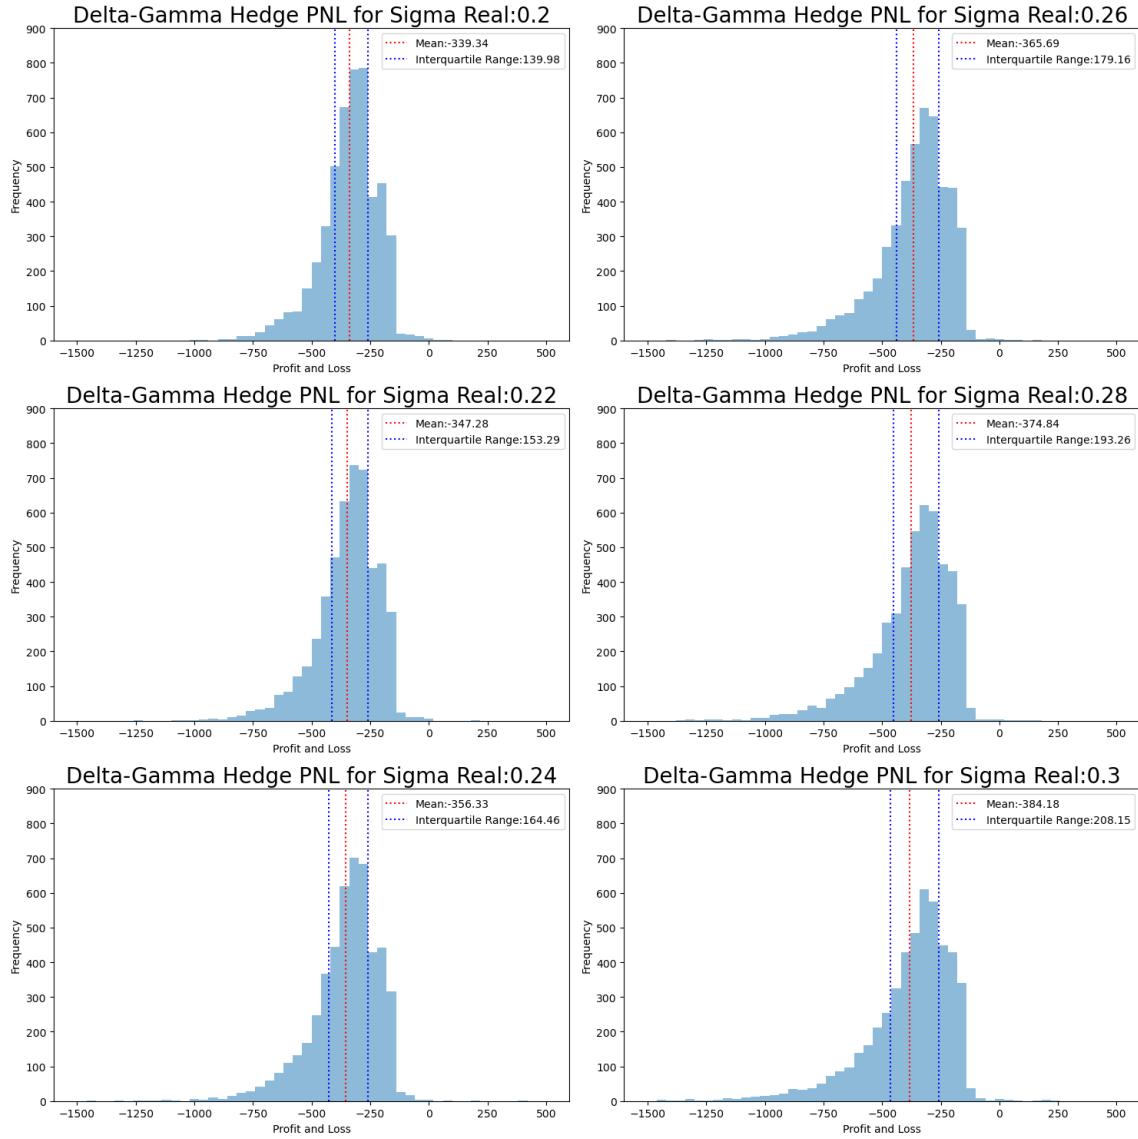 Delta-Gamma Hedge PNL for Sigma Real:0.2
Mean:-339.34
Interquartile Range:139.98
900
800
700
600
500
400
300
200
100
0
Frequency
−1500 −1250 −1000 −750 −500 −250 0 250 500
Profit and Loss
Delta-Gamma Hedge PNL for Sigma Real:0.26
Mean:-365.69
Interquartile Range:179.16
900
800
700
600
500
400
300
200
100
0
Frequency
−1500 −1250 −1000 −750 −500 −250 0 250 500
Profit and Loss
Delta-Gamma Hedge PNL for Sigma Real:0.22
Mean:-347.28
Interquartile Range:153.29
900
800
700
600
500
400
300
200
100
0
Frequency
−1500 −1250 −1000 −750 −500 −250 0 250 500
Profit and Loss
Delta-Gamma Hedge PNL for Sigma Real:0.28
Mean:-374.84
Interquartile Range:193.26
900
800
700
600
500
400
300
200
100
0
Frequency
−1500 −1250 −1000 −750 −500 −250 0 250 500
Profit and Loss
Delta-Gamma Hedge PNL for Sigma Real:0.24
Mean:-356.33
Interquartile Range:164.46
900
800
700
600
500
400
300
200
100
0
Frequency
−1500 −1250 −1000 −750 −500 −250 0 250 500
Profit and Loss
Delta-Gamma Hedge PNL for Sigma Real:0.3
Mean:-384.18
Interquartile Range:208.15
900
800
700
600
500
400
300
200
100
0
Frequency
−1500 −1250 −1000 −750 −500 −250 0 250 500
Profit and Loss